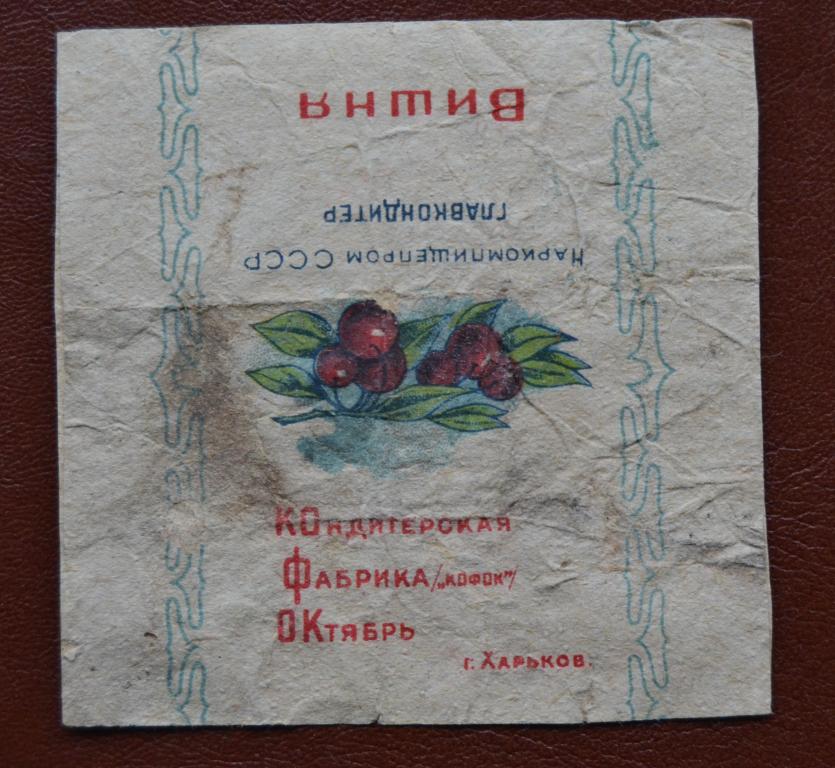 Вишня
ГЛАВКОНДИТЕР
НАРКОМПИЩЕПРОМ СССР
КОНДИТЕРСКАЯ
ФАБРИКА /„КОФОК"/
ОКТЯБРЬ
г. ХАРЬКОВ.